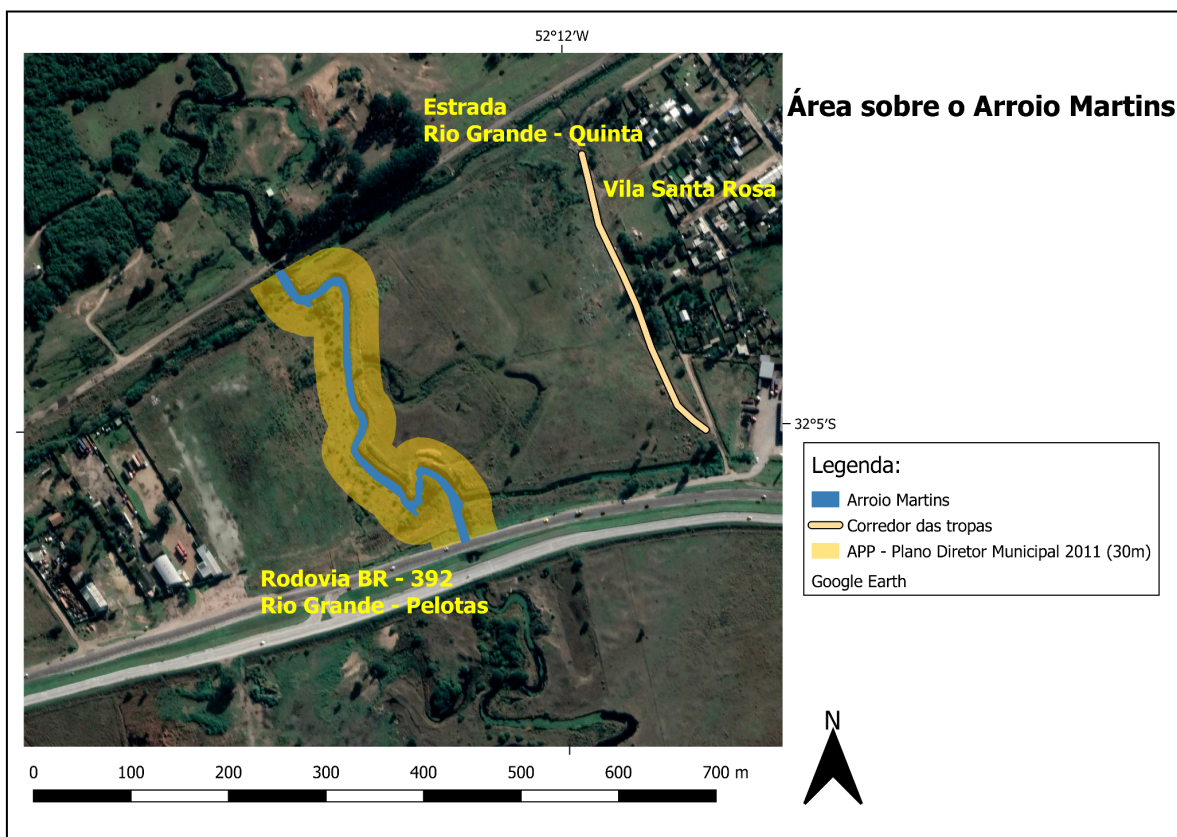 52°12'W
Área sobre o Arroio Martins
Estrada
Rio Grande - Quinta
Vila Santa Rosa
32°5'S
Legenda:
Arroio Martins
Corredor das tropas
APP - Plano Diretor Municipal 2011 (30m)
Google Earth
Rodovia BR - 392
Rio Grande - Pelotas
N
0 100 200 300 400 500 600 700 m